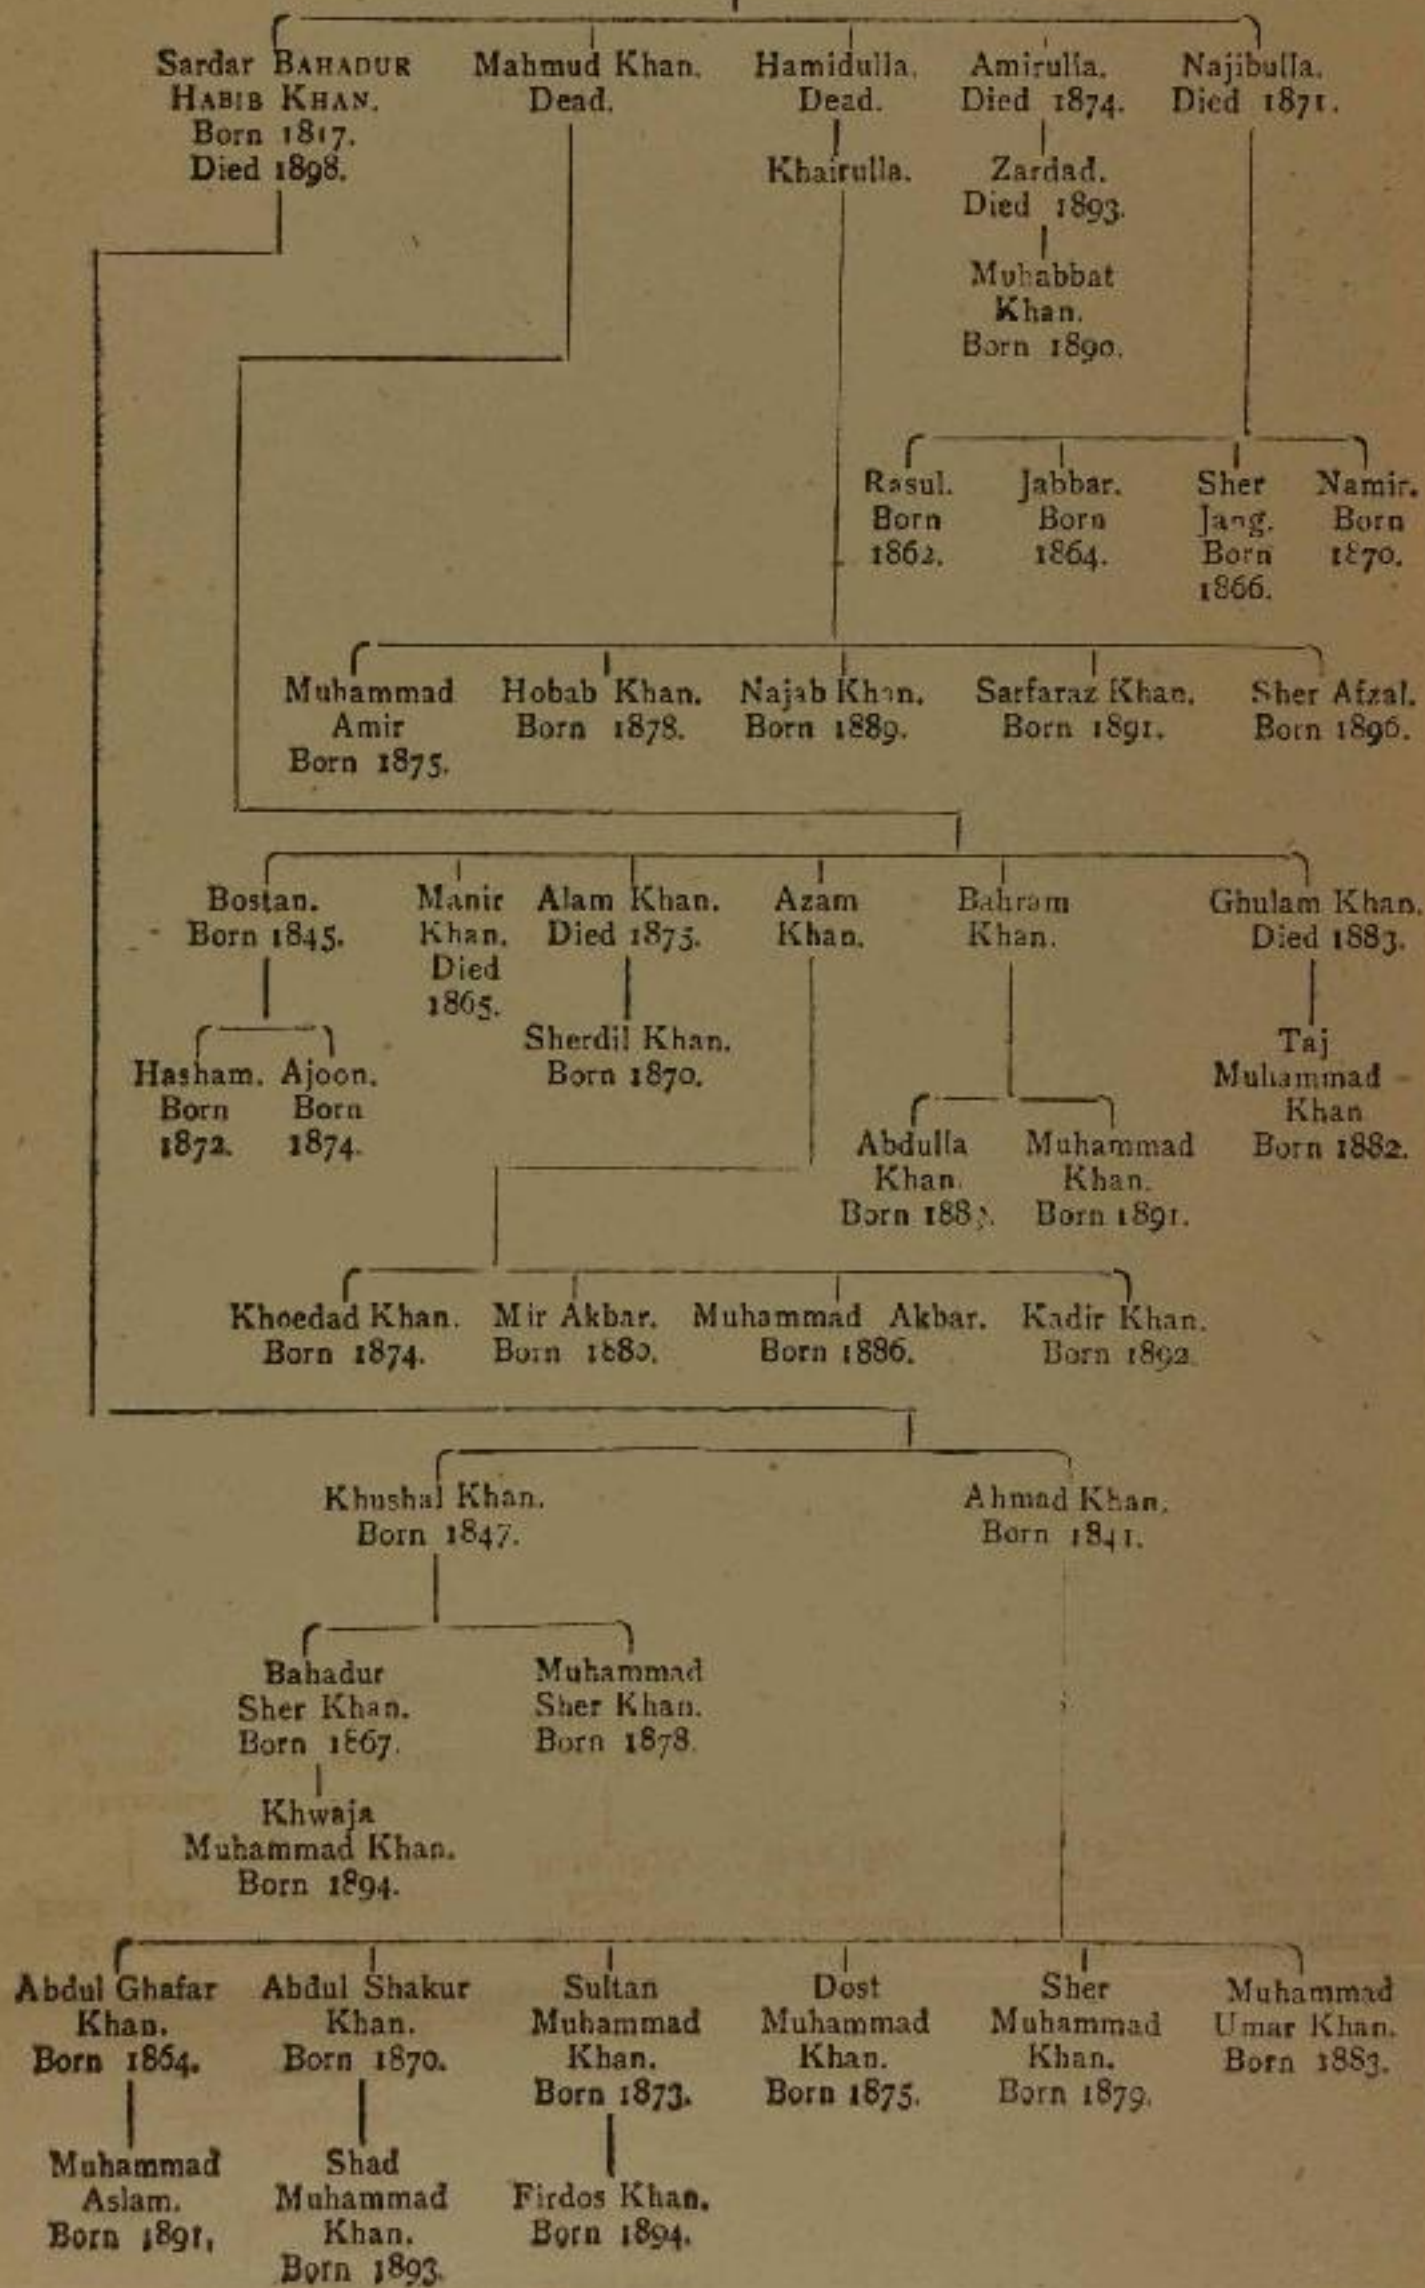 Sardar BAHADUR Mahmud Khan. Hamidulla. Amirulla. Najibulla.
HABIB KHAN. Dead. Dead. Died 1874. Died 1871.
Born 1817.
Died 1898. Khairulla. Zardad.
Died 1893.
Muhabbat
Khan.
Born 1890.
Rasul. Jabbar. Sher Namir.
Born Born Jang. Born
1862. 1864. Born 1870.
1866.
Muhammad Hobab Khan. Najab Khan. Sarfaraz Khan. Sher Afzal.
Amir Born 1878. Born 1889. Born 1891. Born 1896.
Born 1875.
Bostan. Manir Alam Khan. Azam Bahram Ghulam Khan.
Born 1845. Khan. Died 1875. Khan. Khan. Died 1883.
Died
1865.
Sherdil Khan. Taj
Hasham. Ajoon. Born 1870. Muhammad
Born Born Khan
1872. 1874. Abdulla Muhammad Born 1882.
Khan. Khan.
Born Born 1891.
Khoedad Khan. Mir Akbar. Muhammad Akbar. Kadir Khan.
Born 1874. Born 1880. Born 1886. Born 1892.
Khushal Khan. Ahmad Khan.
Born 1847. Born 1841.
Bahadur Muhammad
Sher Khan. Sher Khan.
Born 1867. Born 1878.
Khwaja
Muhammad Khan.
Born 1894.
Abdul Ghafar Abdul Shakur Sultan Dost Sher Muhammad
Khan. Khan. Muhammad Muhammad Muhammad Umar Khan.
Born 1864. Born 1870. Khan. Khan. Khan. Born 1883.
Born 1873. Born 1875. Born 1879.
Muhammad Shad
Aslam. Muhammad Firdos Khan.
Born 1891, Khan. Born 1894.
Born 1893.